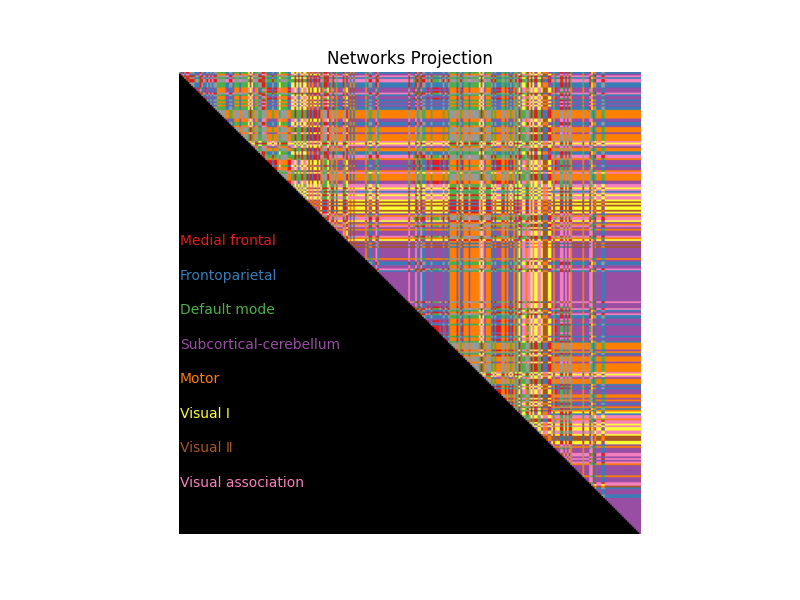 Networks Projection
Medial frontal
Frontoparietal
Default mode
Subcortical-cerebellum
Motor
Visual I
Visual Ⅱ
Visual association